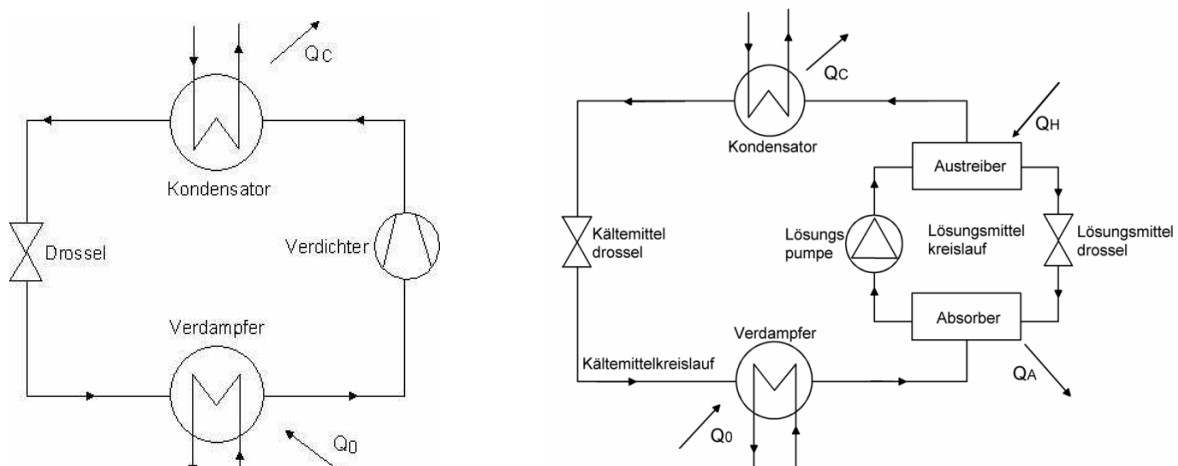 QC
Kondensator
Drossel
Verdichter
Verdampfer
Q0
QC
Kondensator
QH
Austreiber
Kältemittel
drossel
Lösungs
pumpe
Lösungsmittel
kreislauf
Lösungsmittel
drossel
Absorber
Verdampfer
Kältemittelkreislauf
QA
Q0